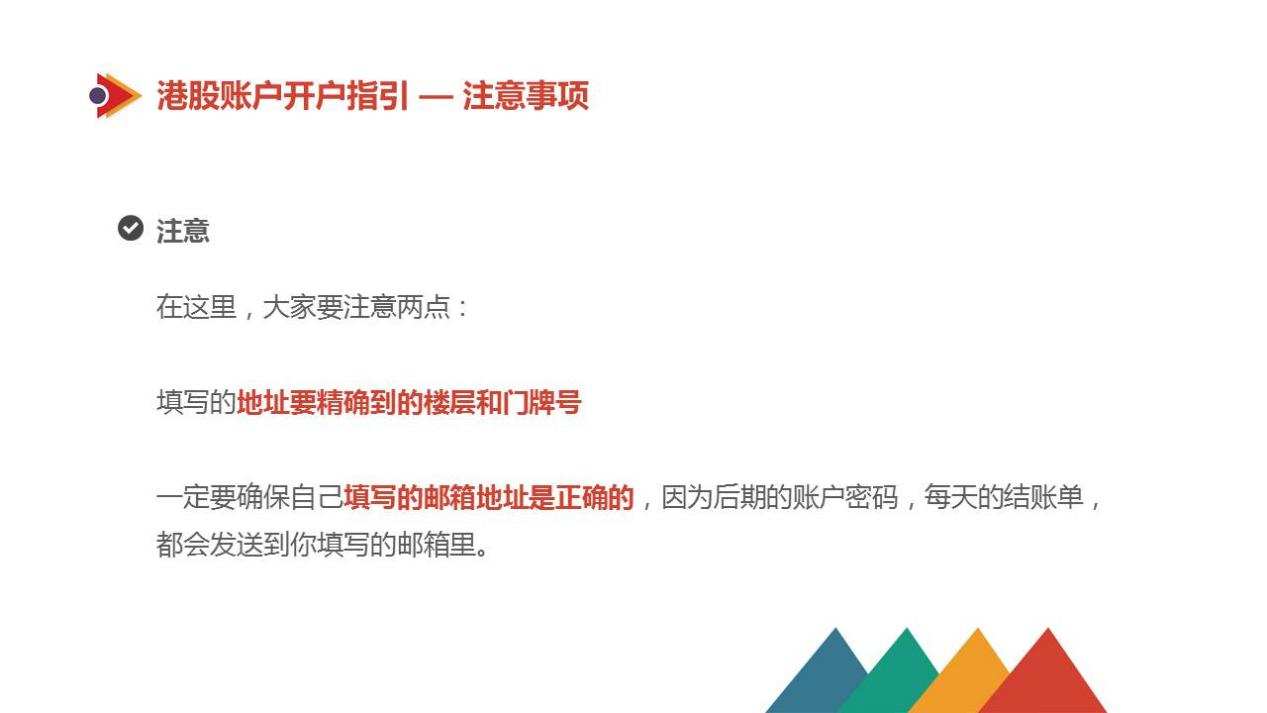 港股账户开户指引 — 注意事项
注意
在这里，大家要注意两点：
填写的地址要精确到的楼层和门牌号
一定要确保自己填写的邮箱地址是正确的，因为后期的账户密码，每天的结账单，
都会发送到你填写的邮箱里。